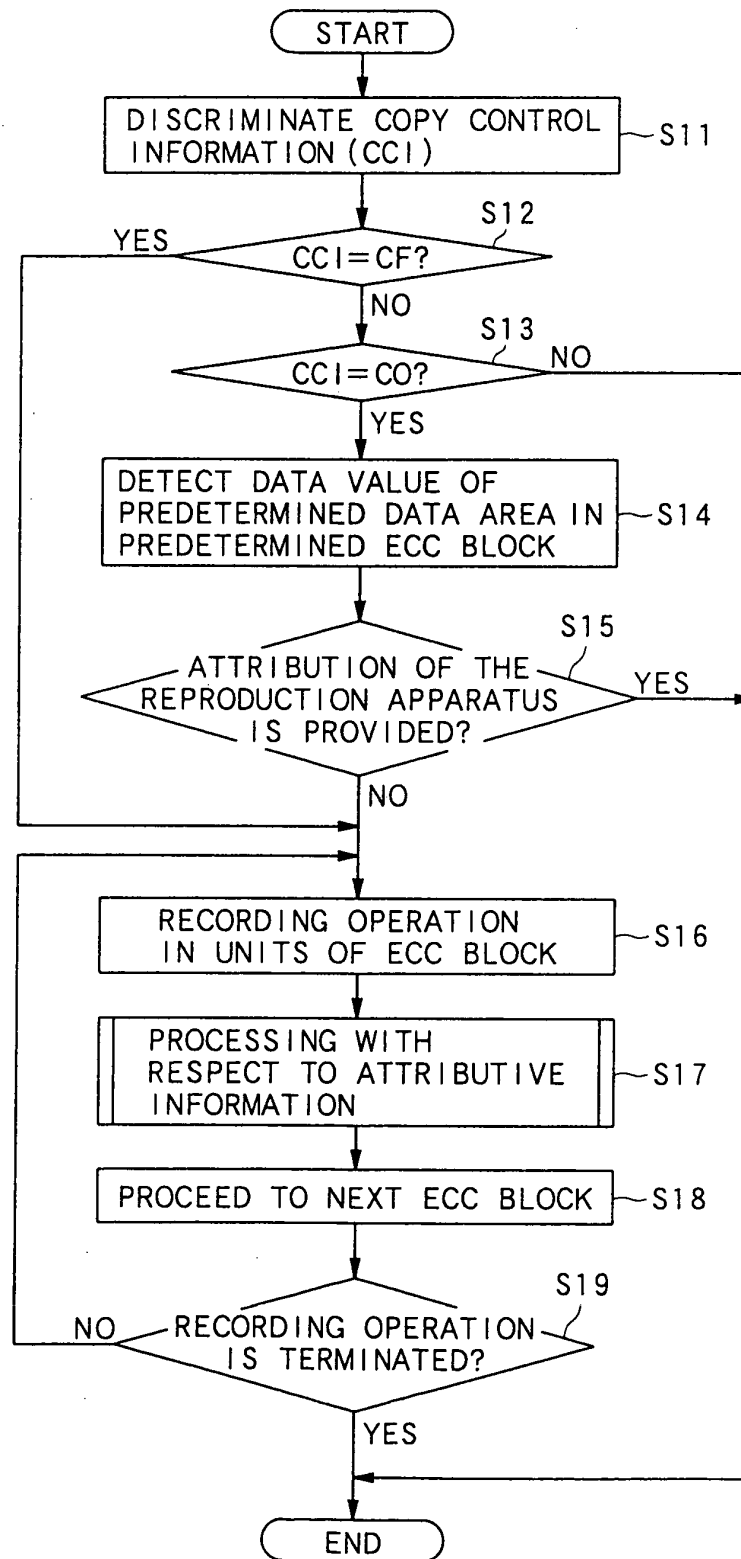 START
DISCRIMINATE COPY CONTROL
INFORMATION (CCI)
S11
S12
YES
CCI=CF?
NO
S13
CCI=CO?
NO
YES
DETECT DATA VALUE OF
PREDETERMINED DATA AREA IN
PREDETERMINED ECC BLOCK
S14
S15
ATTRIBUTION OF THE
REPRODUCTION APPARATUS
IS PROVIDED?
YES
NO
RECORDING OPERATION
IN UNITS OF ECC BLOCK
S16
PROCESSING WITH
RESPECT TO ATTRIBUTIVE
INFORMATION
S17
PROCEED TO NEXT ECC BLOCK
S18
S19
NO
RECORDING OPERATION
IS TERMINATED?
YES
END